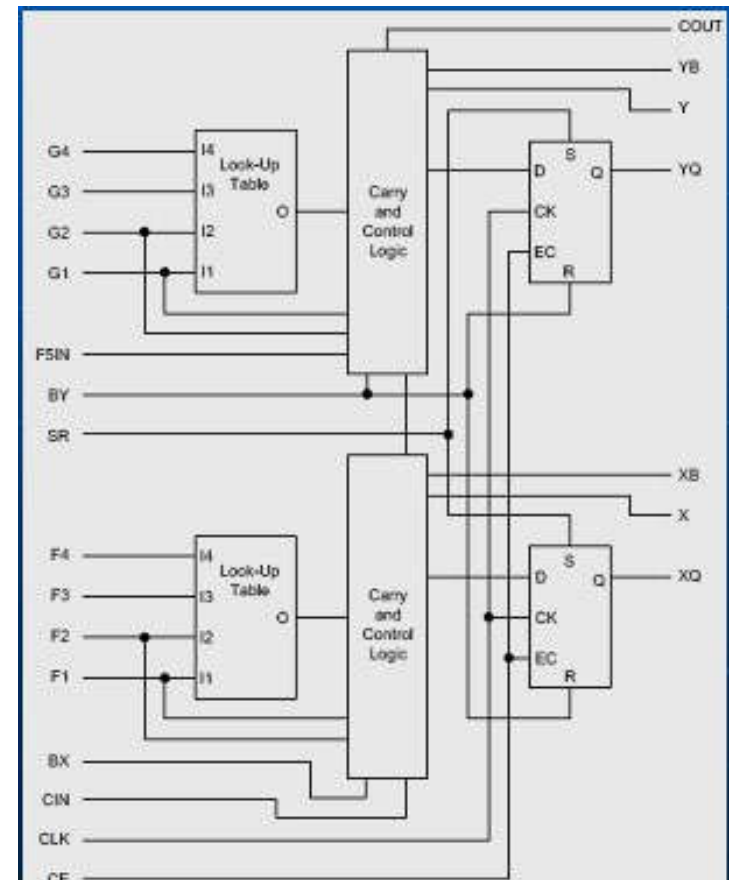 COUT
YB
Y
G4
I4
Look-Up
Table
S
D
Q
YQ
G3
I3
Carry
and
Control
Logic
G2
I2
O
CK
G1
I1
EC
R
F5IN
BY
SR
XB
X
F4
I4
Look-Up
Table
S
D
Q
XQ
F3
I3
Carry
and
Control
Logic
F2
I2
O
CK
F1
I1
EC
R
BX
CIN
CLK
CE